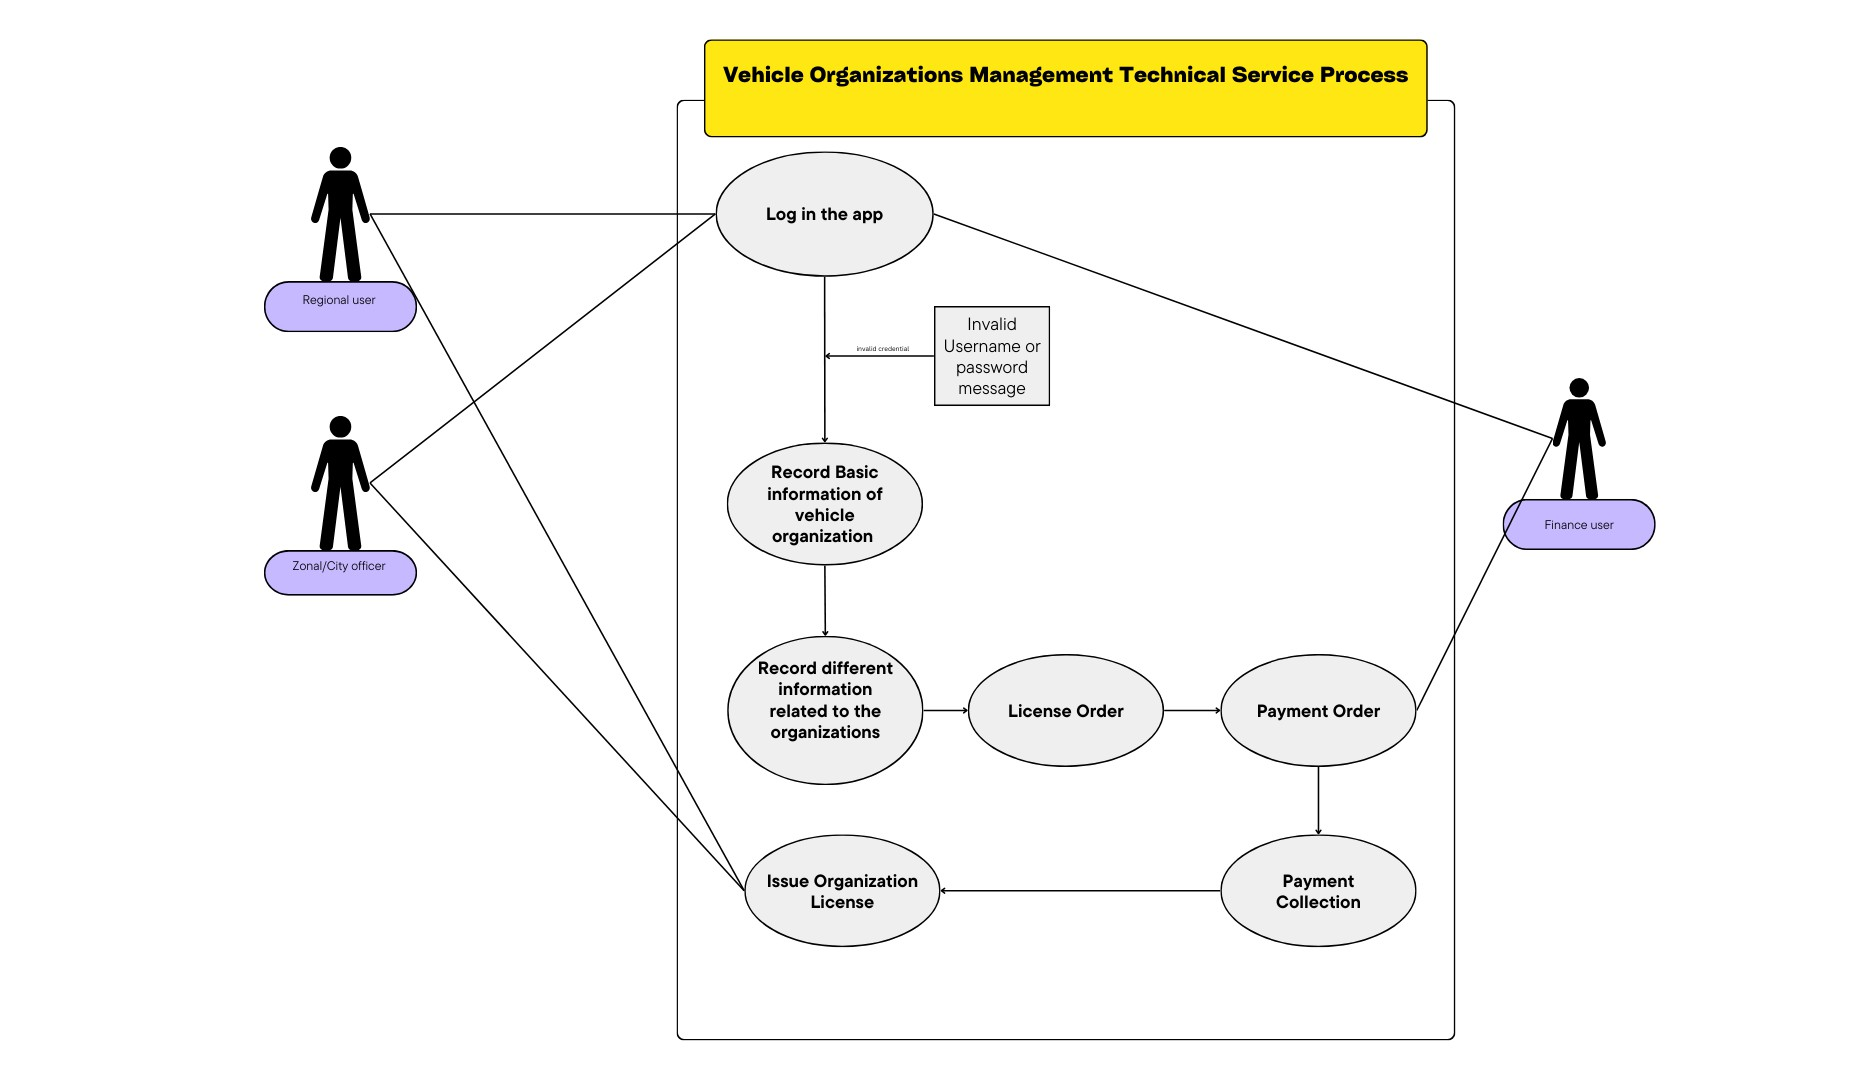 Vehicle Organizations Management Technical Service Process
Log in the app
Regional user
Invalid
Username or
password
message
invalid credential
Record Basic
information of
vehicle
organization
Zonal/City officer
Finance user
Record different
information
related to the
organizations
License Order
Payment Order
Issue Organization
License
Payment
Collection